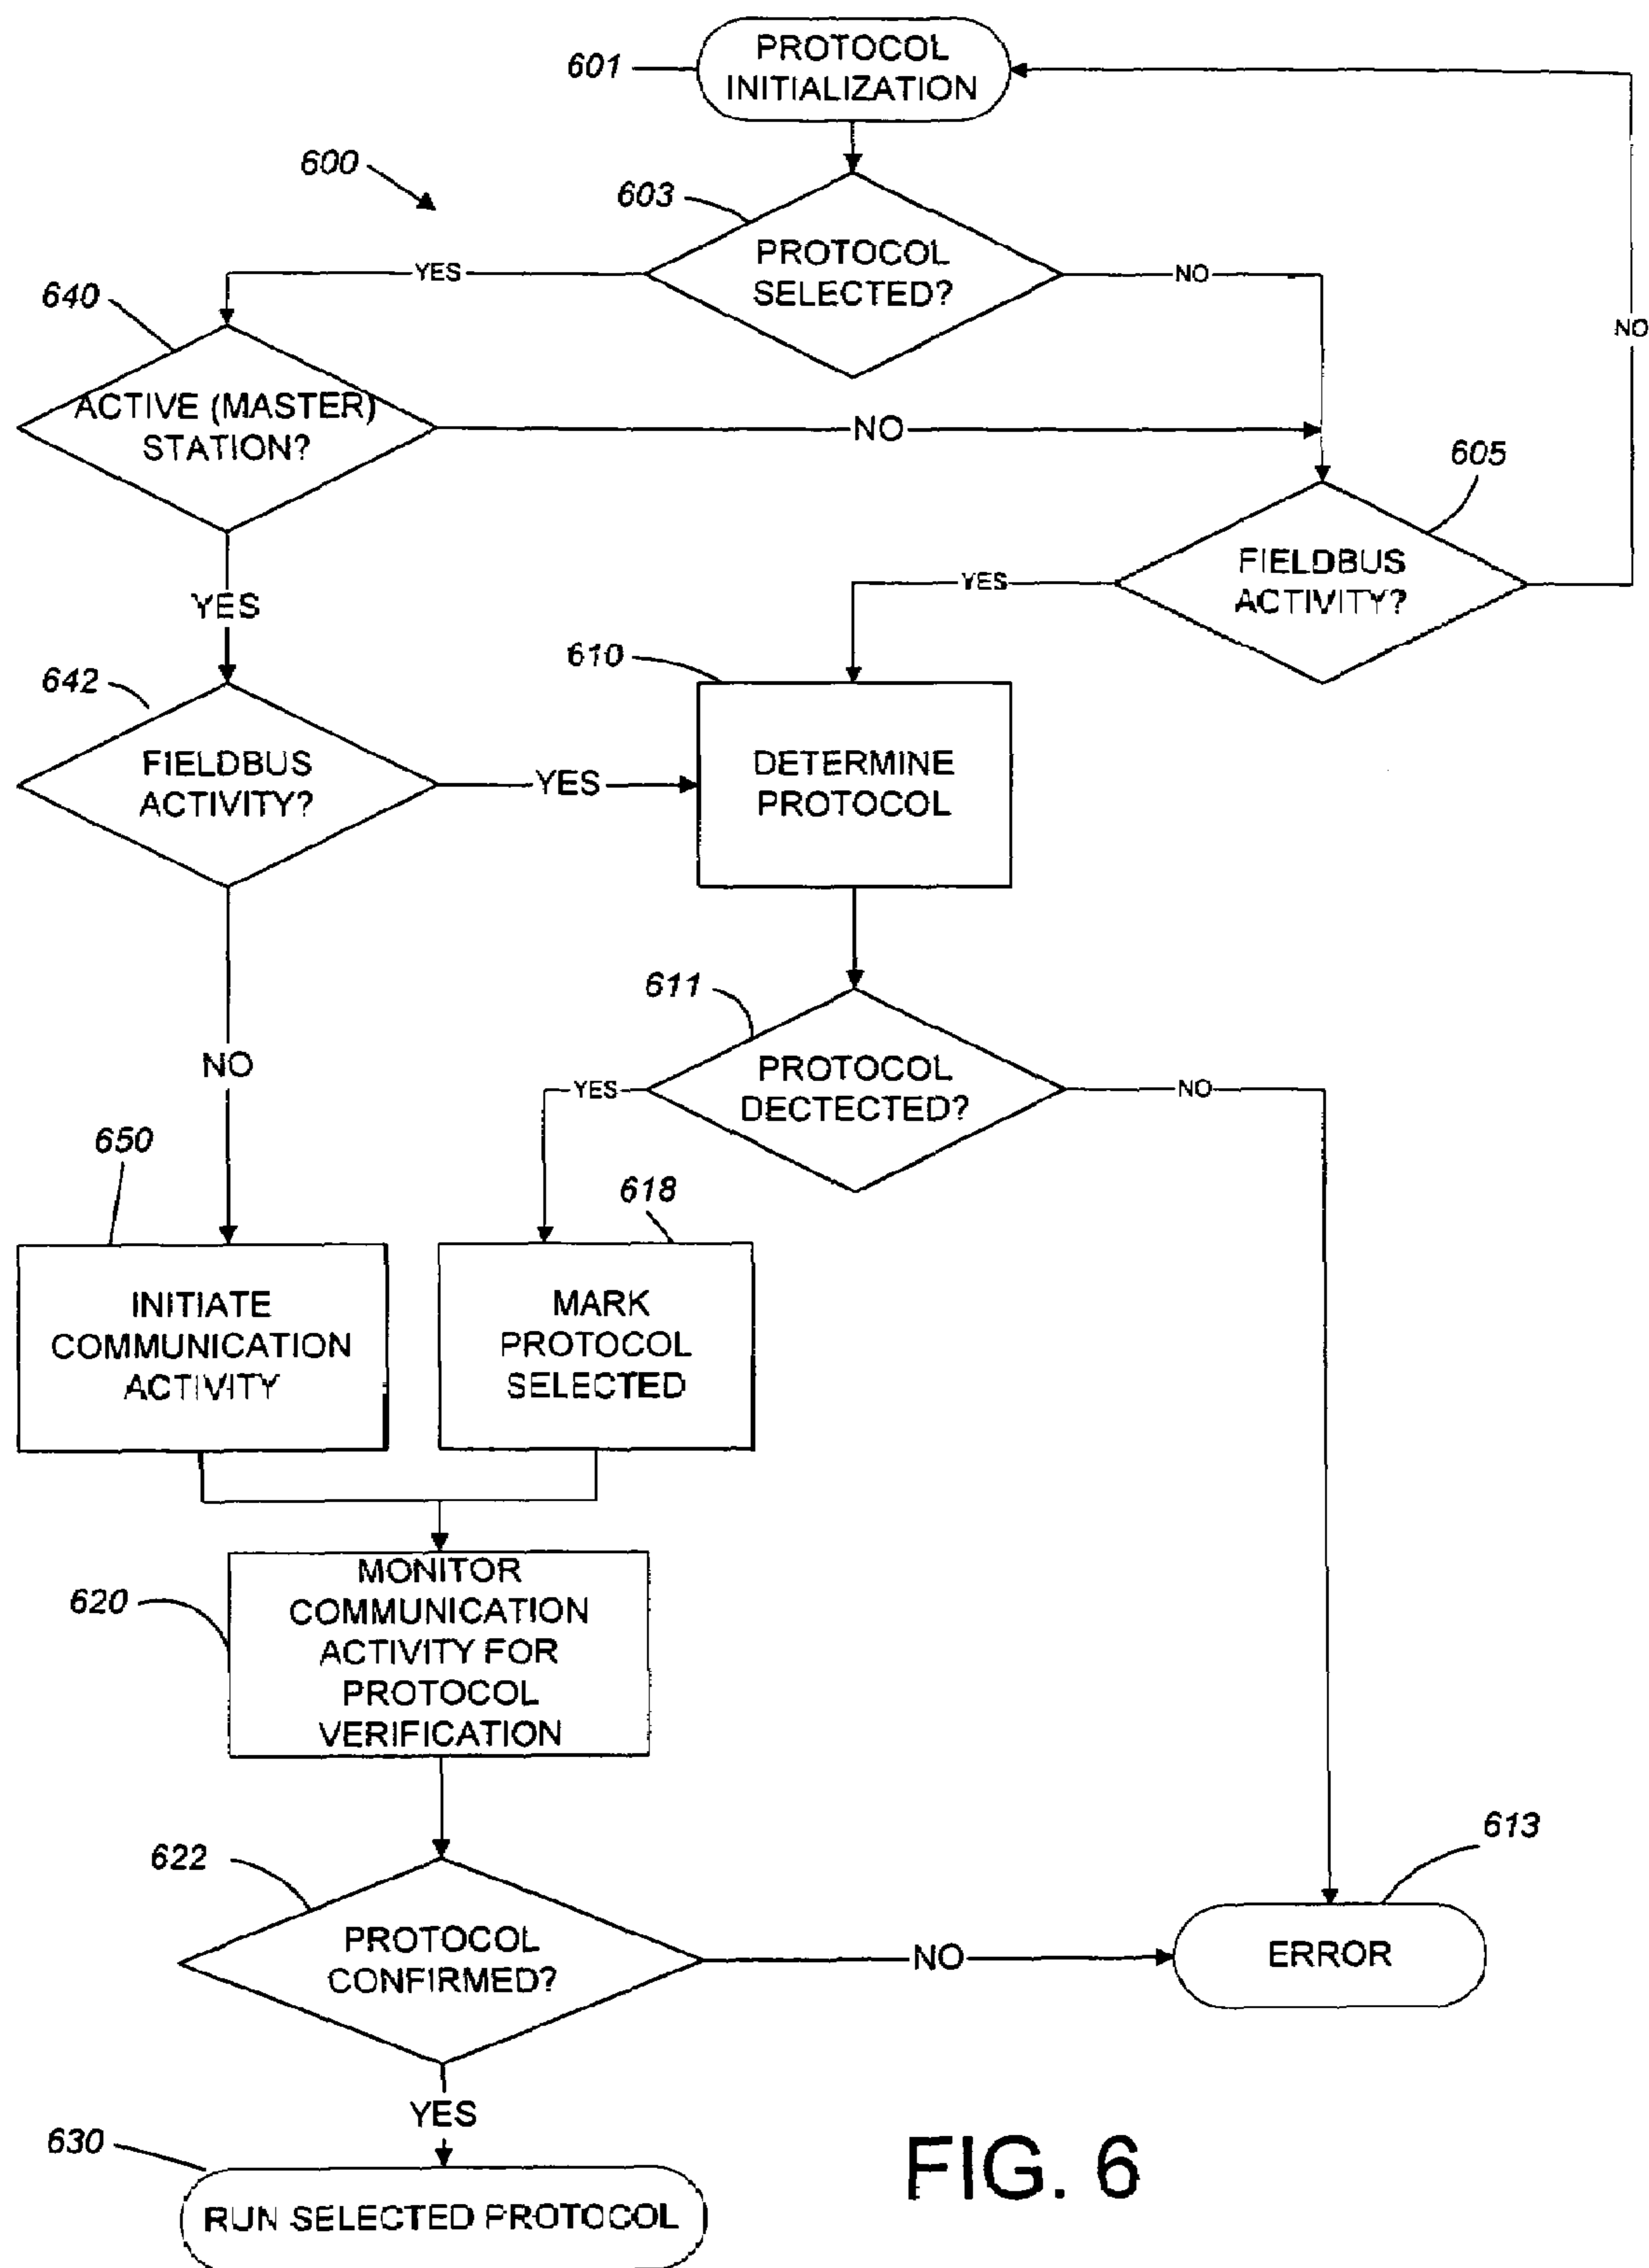 PROTOCOL
INITIALIZATION
601
600
603
PROTOCOL
SELECTED?
YES
NO
640
NO
ACTIVE (MASTER)
STATION?
NO
605
FIELDBUS
ACTIVITY?
YES
YES
610
642
FIELDBUS
ACTIVITY?
YES
DETERMINE
PROTOCOL
611
PROTOCOL
DECTECTED?
YES
NO
NO
650
618
INITIATE
COMMUNICATION
ACTIVITY
MARK
PROTOCOL
SELECTED
620
MONITOR
COMMUNICATION
ACTIVITY FOR
PROTOCOL
VERIFICATION
622
613
PROTOCOL
CONFIRMED?
NO
ERROR
YES
630
RUN SELECTED PROTOCOL
FIG. 6